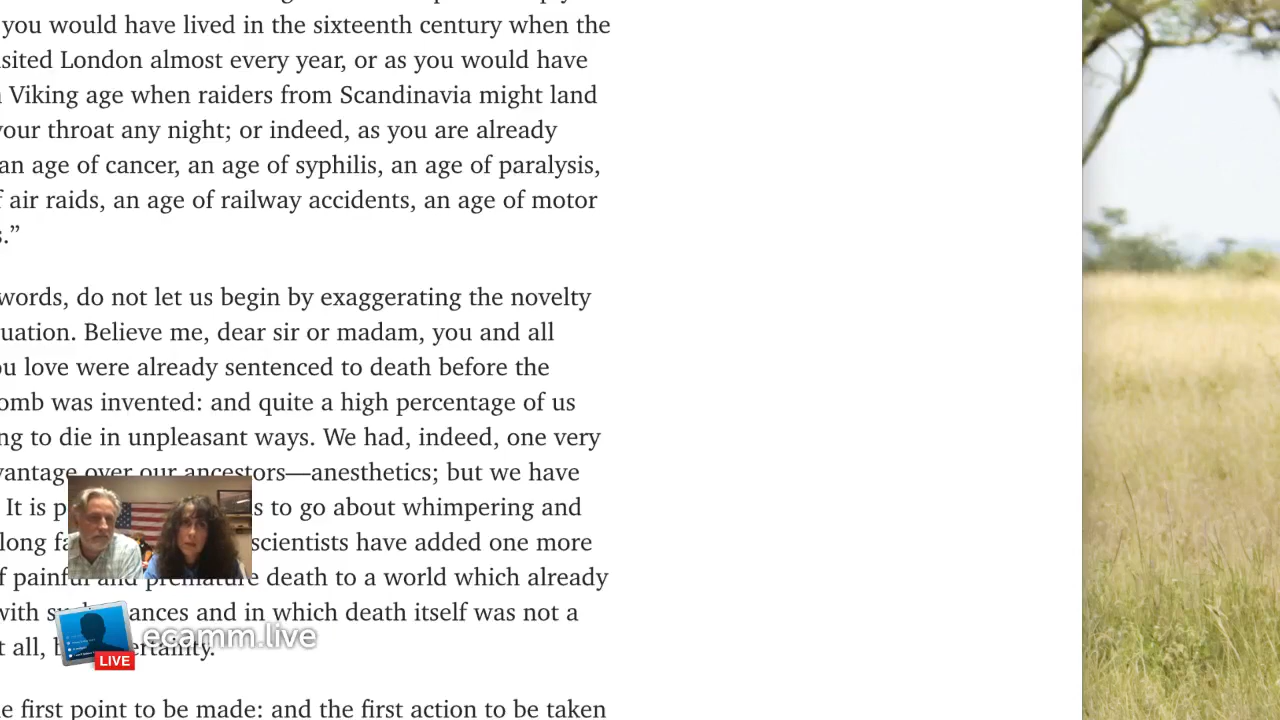 you would have lived in the sixteenth century when the
sited London almost every year, or as you would have
Viking age when raiders from Scandinavia might land
your throat any night; or indeed, as you are already
an age of cancer, an age of syphilis, an age of paralysis,
air raids, an age of railway accidents, an age of motor
s.”
words, do not let us begin by exaggerating the novelty
uation. Believe me, dear sir or madam, you and all
ou love were already sentenced to death before the
omb was invented: and quite a high percentage of us
ng to die in unpleasant ways. We had, indeed, one very
vantage over our ancestors—anesthetics; but we have
It is p s to go about whimpering and
long fa scientists have added one more
f painful and premature death to a world which already
with su ances and in which death itself was not a
t all, b ertainty.
e first point to be made: and the first action to be taken
ecamm.live
LIVE